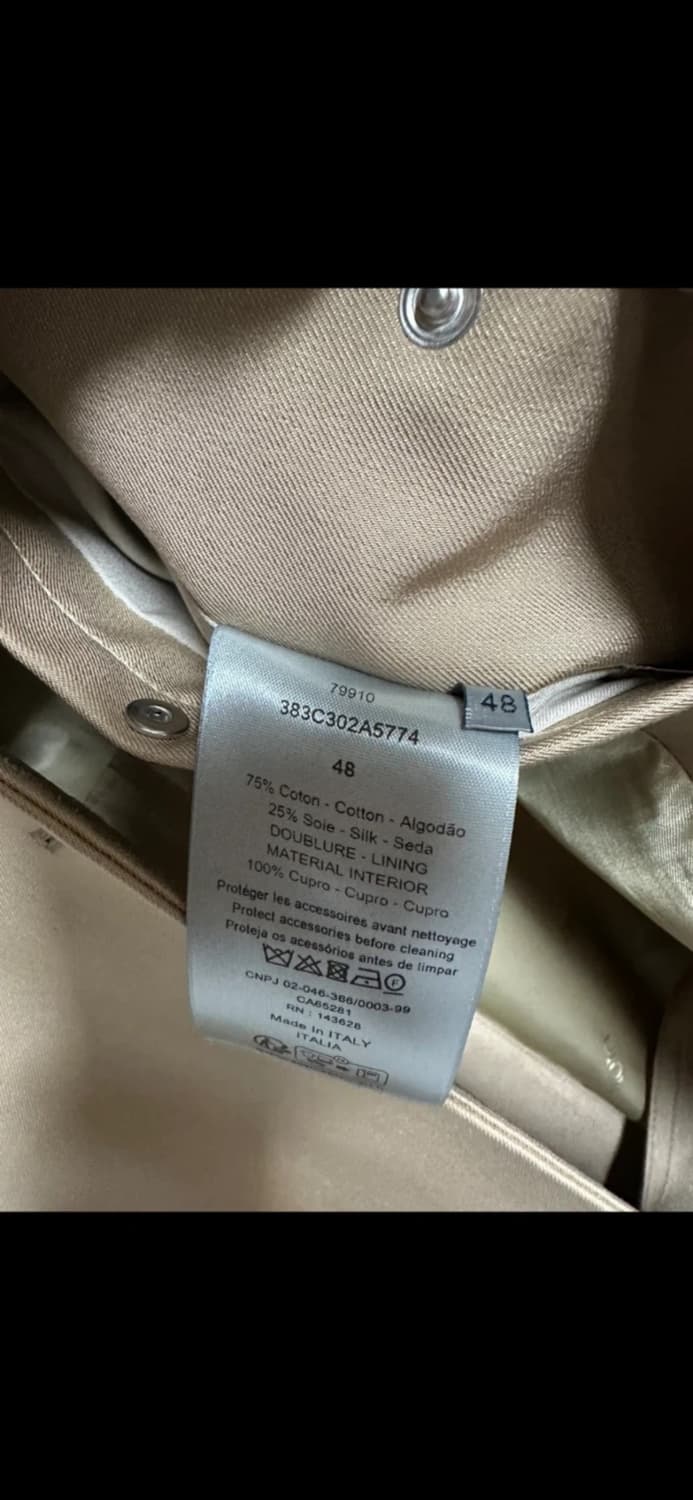 79910
383C302A5774
48
48
75% Coton - Cotton - Algodão
25% Soie - Silk - Seda
DOUBLURE - LINING
MATERIAL INTERIOR
100% Cupro - Cupro - Cupro
Protéger les accessoires avant nettoyage
Protect accessories before cleaning
Proteja os acessórios antes de limpar
F
CNPJ 02-046-386/0003-99
CA65281
RN : 143628
Made In ITALY
ITALIA